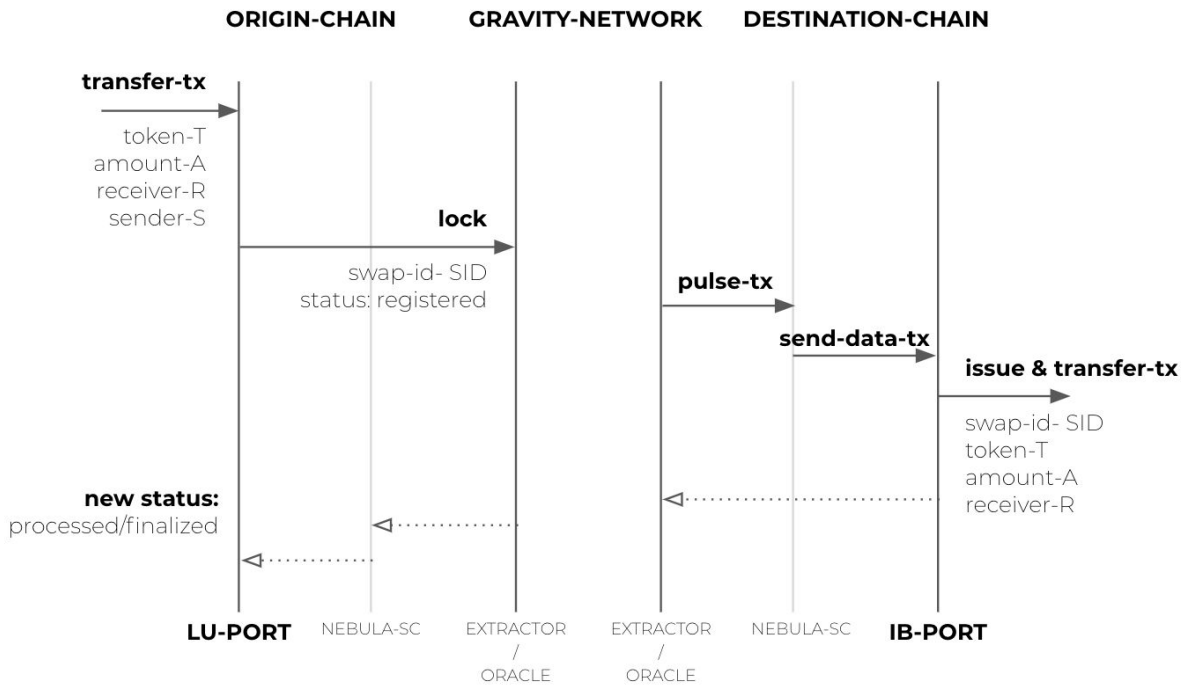 ORIGIN-CHAIN
GRAVITY-NETWORK
DESTINATION-CHAIN
transfer-tx
token-T
amount-A
receiver-R
sender-S
lock
swap-id- SID
status: registered
pulse-tx
send-data-tx
issue & transfer-tx
swap-id- SID
token-T
amount-A
receiver-R
new status:
processed/finalized
LU-PORT
NEBULA-SC
EXTRACTOR
/
ORACLE
EXTRACTOR
/
ORACLE
NEBULA-SC
IB-PORT